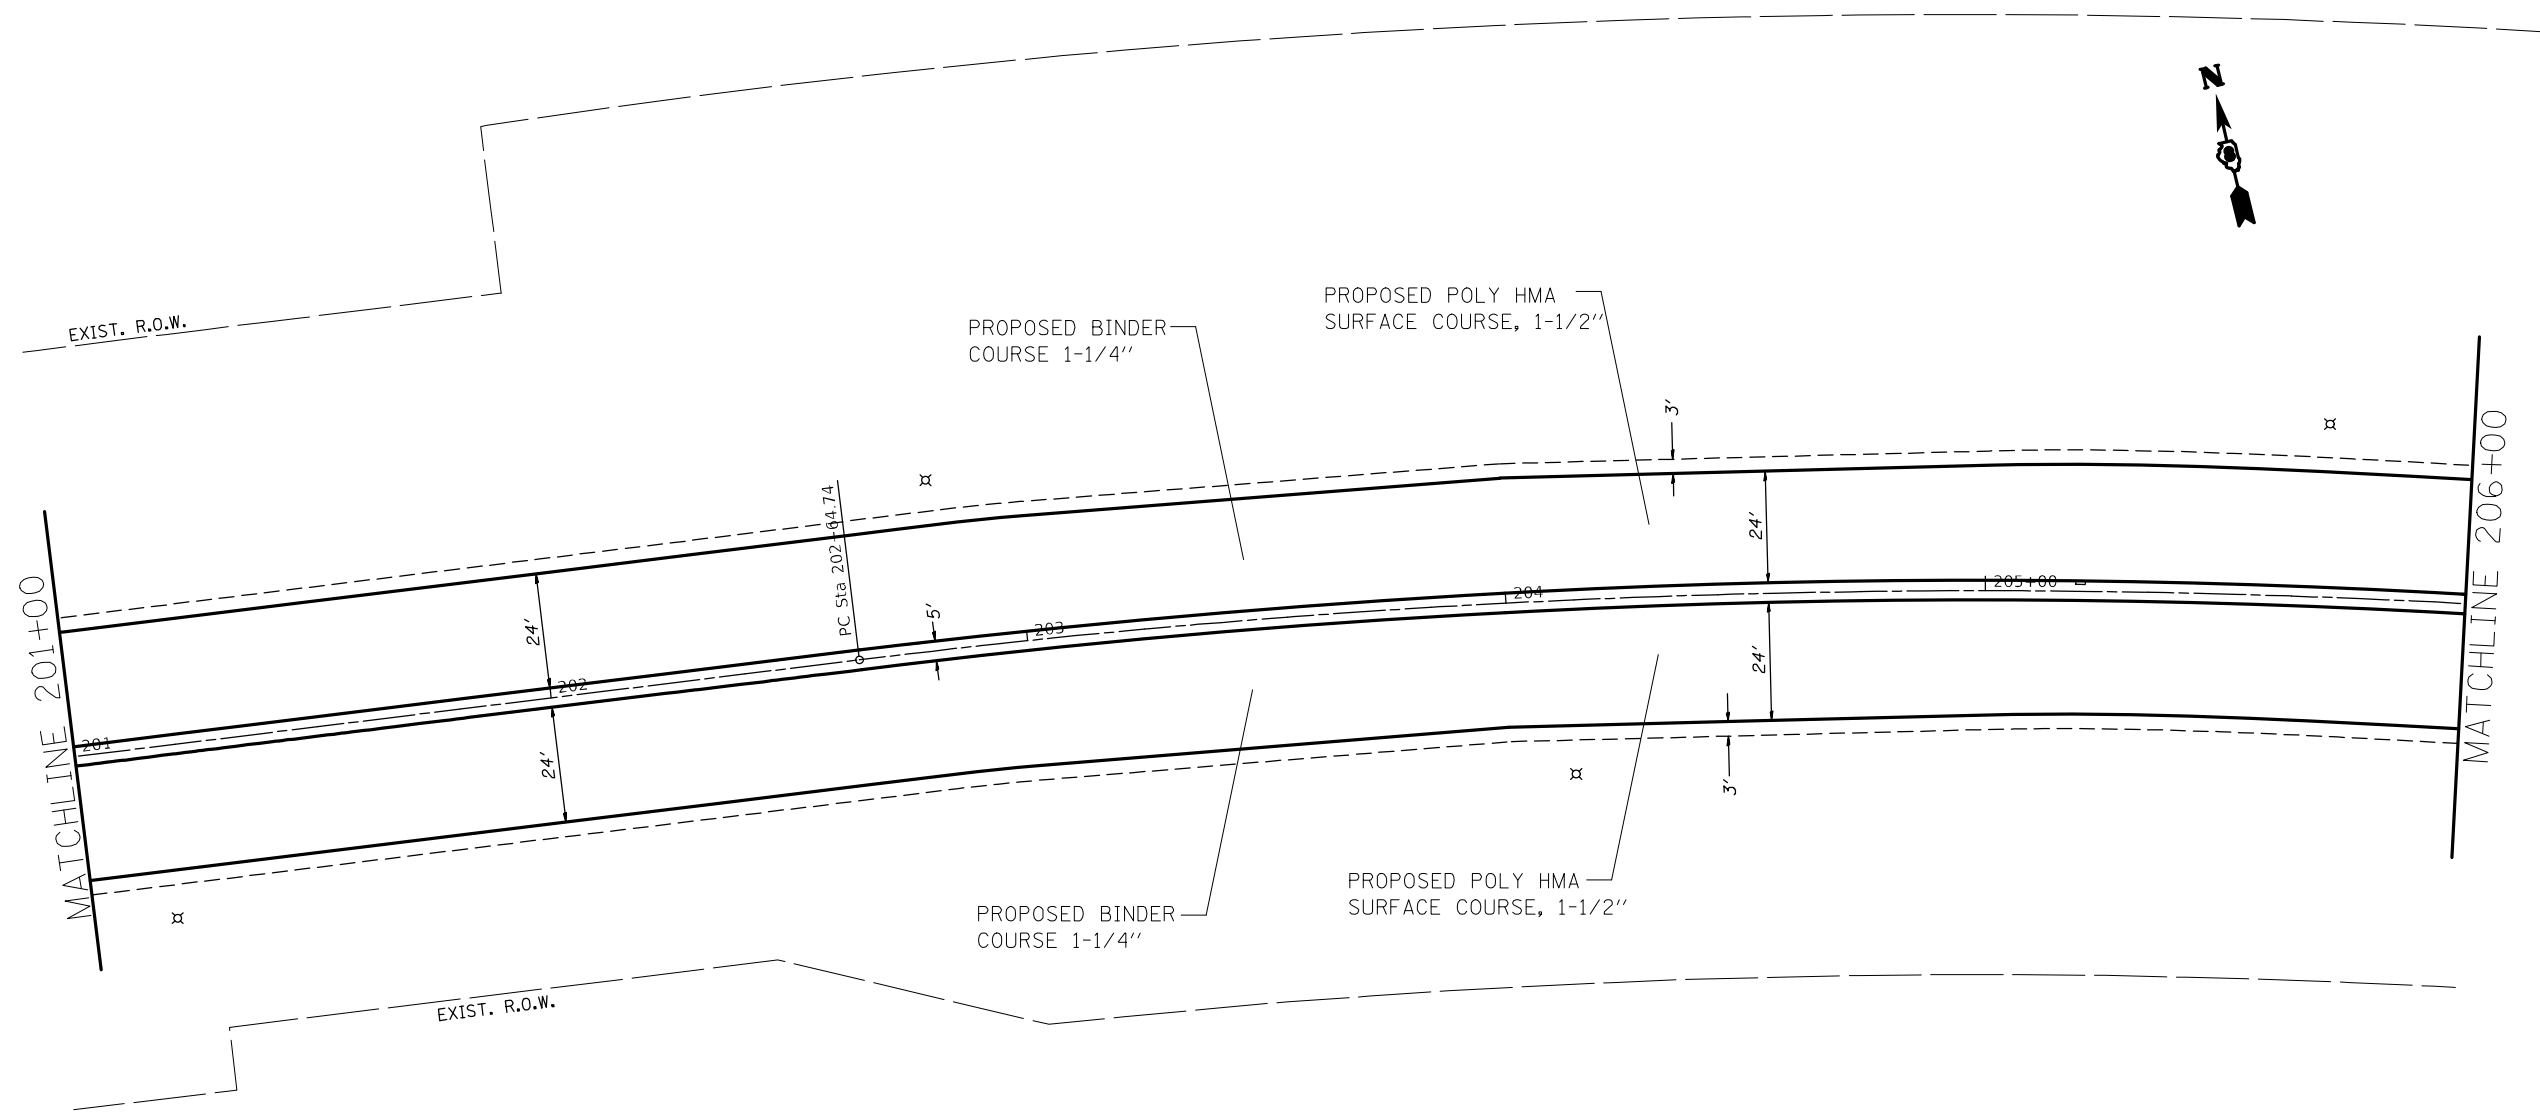 N
EXIST. R.O.W.
PROPOSED BINDER
COURSE 1-1/4"
PROPOSED POLY HMA
SURFACE COURSE, 1-1/2"
3'
MATCHLINE 201+00
MATCHLINE 206+00
PC Sta 202+64.74
24'
24'
5'
201
202
203
204
205+00
24'
24'
3'
PROPOSED BINDER
COURSE 1-1/4"
PROPOSED POLY HMA
SURFACE COURSE, 1-1/2"
EXIST. R.O.W.